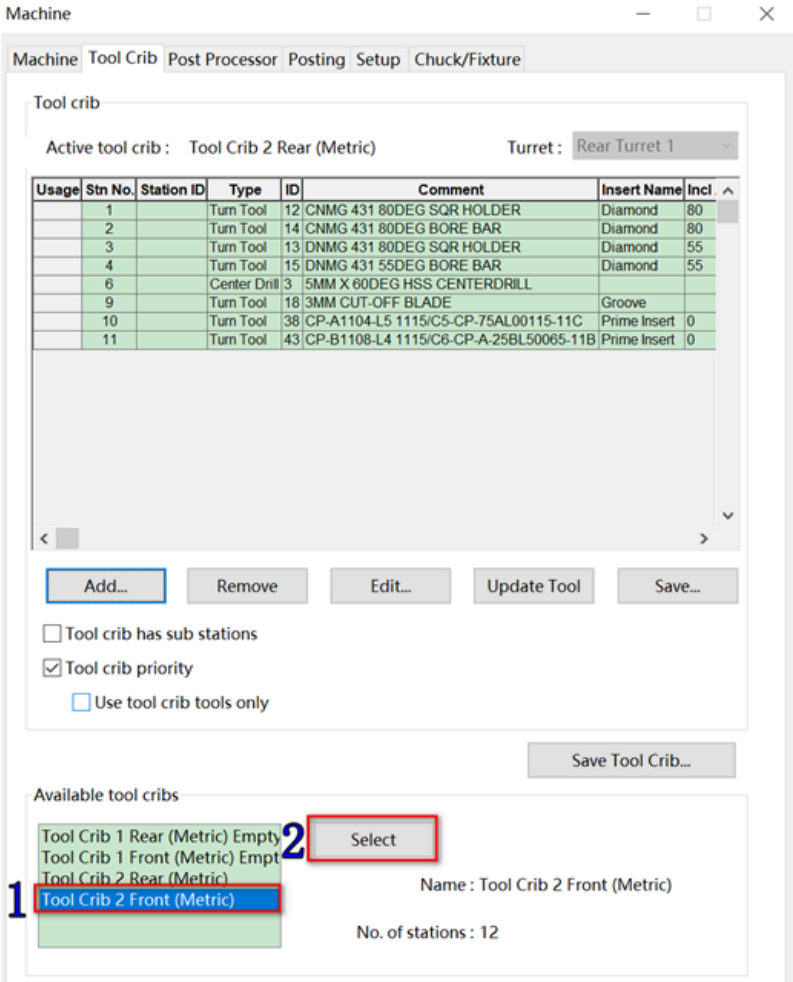 Machine
Machine Tool Crib Post Processor Posting Setup Chuck/Fixture
Tool crib
Active tool crib : Tool Crib 2 Rear (Metric) Turret : Rear Turret 1
Usage Stn No. Station ID Type ID Comment Insert Name Incl
1 Turn Tool 12 CNMG 431 80DEG SQR HOLDER Diamond 80
2 Turn Tool 14 CNMG 431 80DEG BORE BAR Diamond 80
3 Turn Tool 13 DNMG 431 80DEG SQR HOLDER Diamond 55
4 Turn Tool 15 DNMG 431 55DEG BORE BAR Diamond 55
6 Center Drill 3 5MM X 60DEG HSS CENTERDRILL
9 Turn Tool 18 3MM CUT-OFF BLADE Groove
10 Turn Tool 38 CP-A1104-L5 1115/C5-CP-75AL00115-11C Prime Insert 0
11 Turn Tool 43 CP-B1108-L4 1115/C6-CP-A-25BL50065-11B Prime Insert 0
Add... Remove Edit... Update Tool Save...
Tool crib has sub stations
Tool crib priority
Use tool crib tools only
Save Tool Crib...
Available tool cribs
Tool Crib 1 Rear (Metric) Empty
Tool Crib 1 Front (Metric) Empt
Tool Crib 2 Rear (Metric)
1 Tool Crib 2 Front (Metric)
2 Select
Name : Tool Crib 2 Front (Metric)
No. of stations : 12